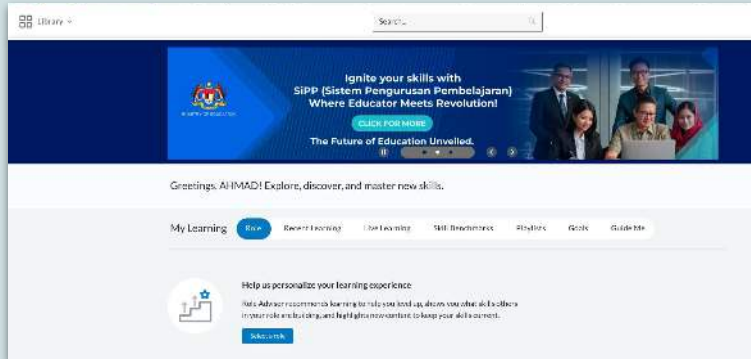 Library
Search...
Ignite your skills with
SiPP (Sistem Pengurusan Pembelajaran)
Where Educator Meets Revolution!
MINISTRY OF EDUCATION
CLICK FOR MORE
The Future of Education Unveiled.
Greetings, AHMAD! Explore, discover, and master new skills.
My Learning Role Recent Learning Live Learning Skill Benchmarks Playlists Goals Guide Me
Help us personalize your learning experience
Role Advisor recommends learning to help you level up, shows you what skills others
in your role are building, and highlights new content to keep your skills current.
Select a role